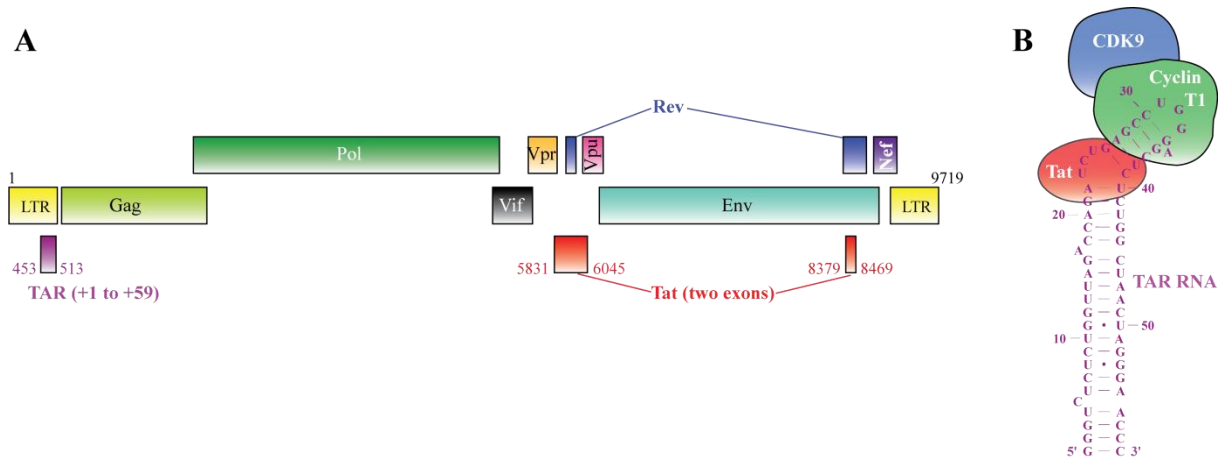 A
B
CDK9
Cyclin
T1
30
Rev
Pol
Vpr
Vpu
Nef
1
9719
LTR
Gag
Vif
Env
LTR
Tat
40
20
453
513
5831
6045
8379
8469
TAR (+1 to +59)
Tat (two exons)
TAR RNA
50
10
GGGUCUCUCUGGUUAGACCAGAUCUGAGCCUGGGAGCUCUCUGGCUAACUAGGGAACCC
5'
3'